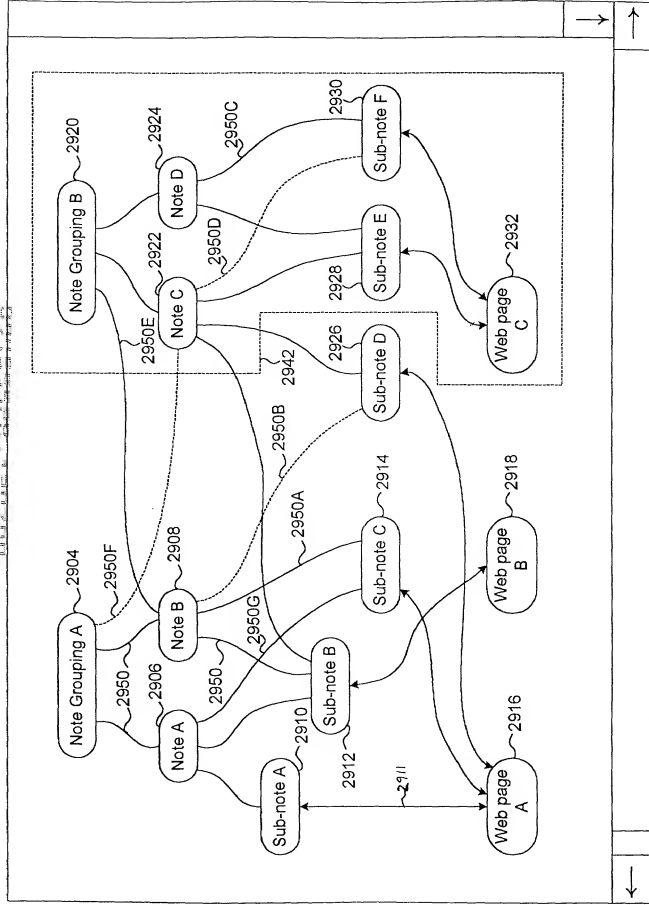 Note Grouping A
2904
2950F
2950
2906
Note A
Note B
2908
2950E
Note Grouping B
2920
2922
Note C
Note D
2924
2950C
2950D
2942
2950B
2950A
2950G
2950
Sub-note A
2910
Sub-note B
2912
Sub-note C
2914
Sub-note D
2926
2928
Sub-note E
Sub-note F
2930
2911
Web page
A
2916
Web page
B
2918
Web page
C
2932